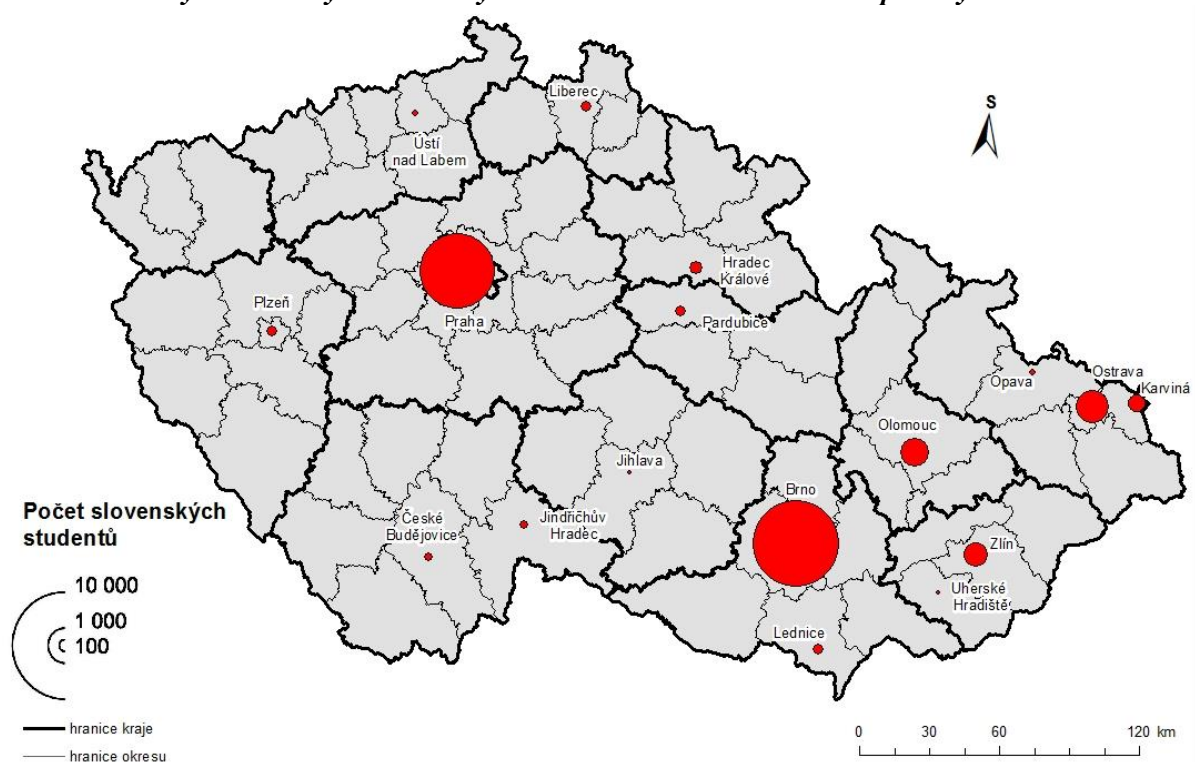 Liberec
S
Ústí
nad Labem
Hradec
Králové
Plzeň
Praha
Pardubice
Ostrava
Opava
Karviná
Olomouc
Jihlava
Brno
Počet slovenských
studentů
České
Budějovice
Jindřichův
Hradec
Zlín
10 000
Uherské
Hradiště
1 000
100
Lednice
hranice kraje
0 30 60 120 km
hranice okresu